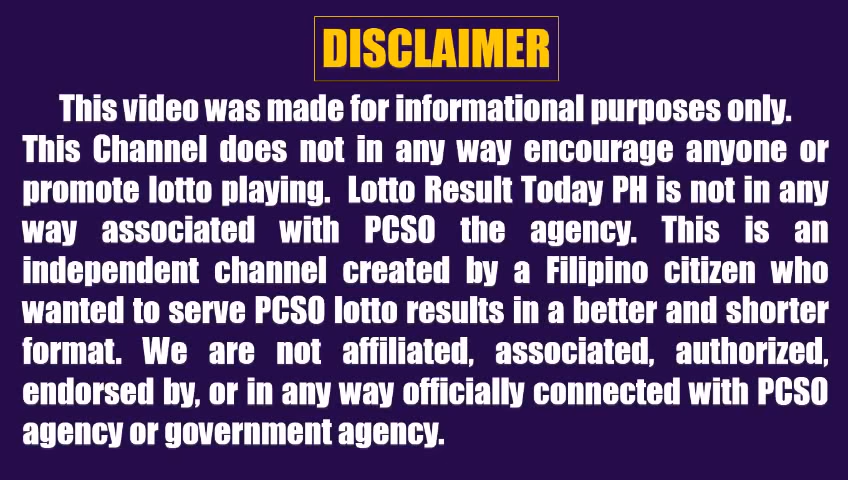 DISCLAIMER
This video was made for informational purposes only.
This Channel does not in any way encourage anyone or
promote lotto playing. Lotto Result Today PH is not in any
way associated with PCSO the agency. This is an
independent channel created by a Filipino citizen who
wanted to serve PCSO lotto results in a better and shorter
format. We are not affiliated, associated, authorized,
endorsed by, or in any way officially connected with PCSO
agency or government agency.